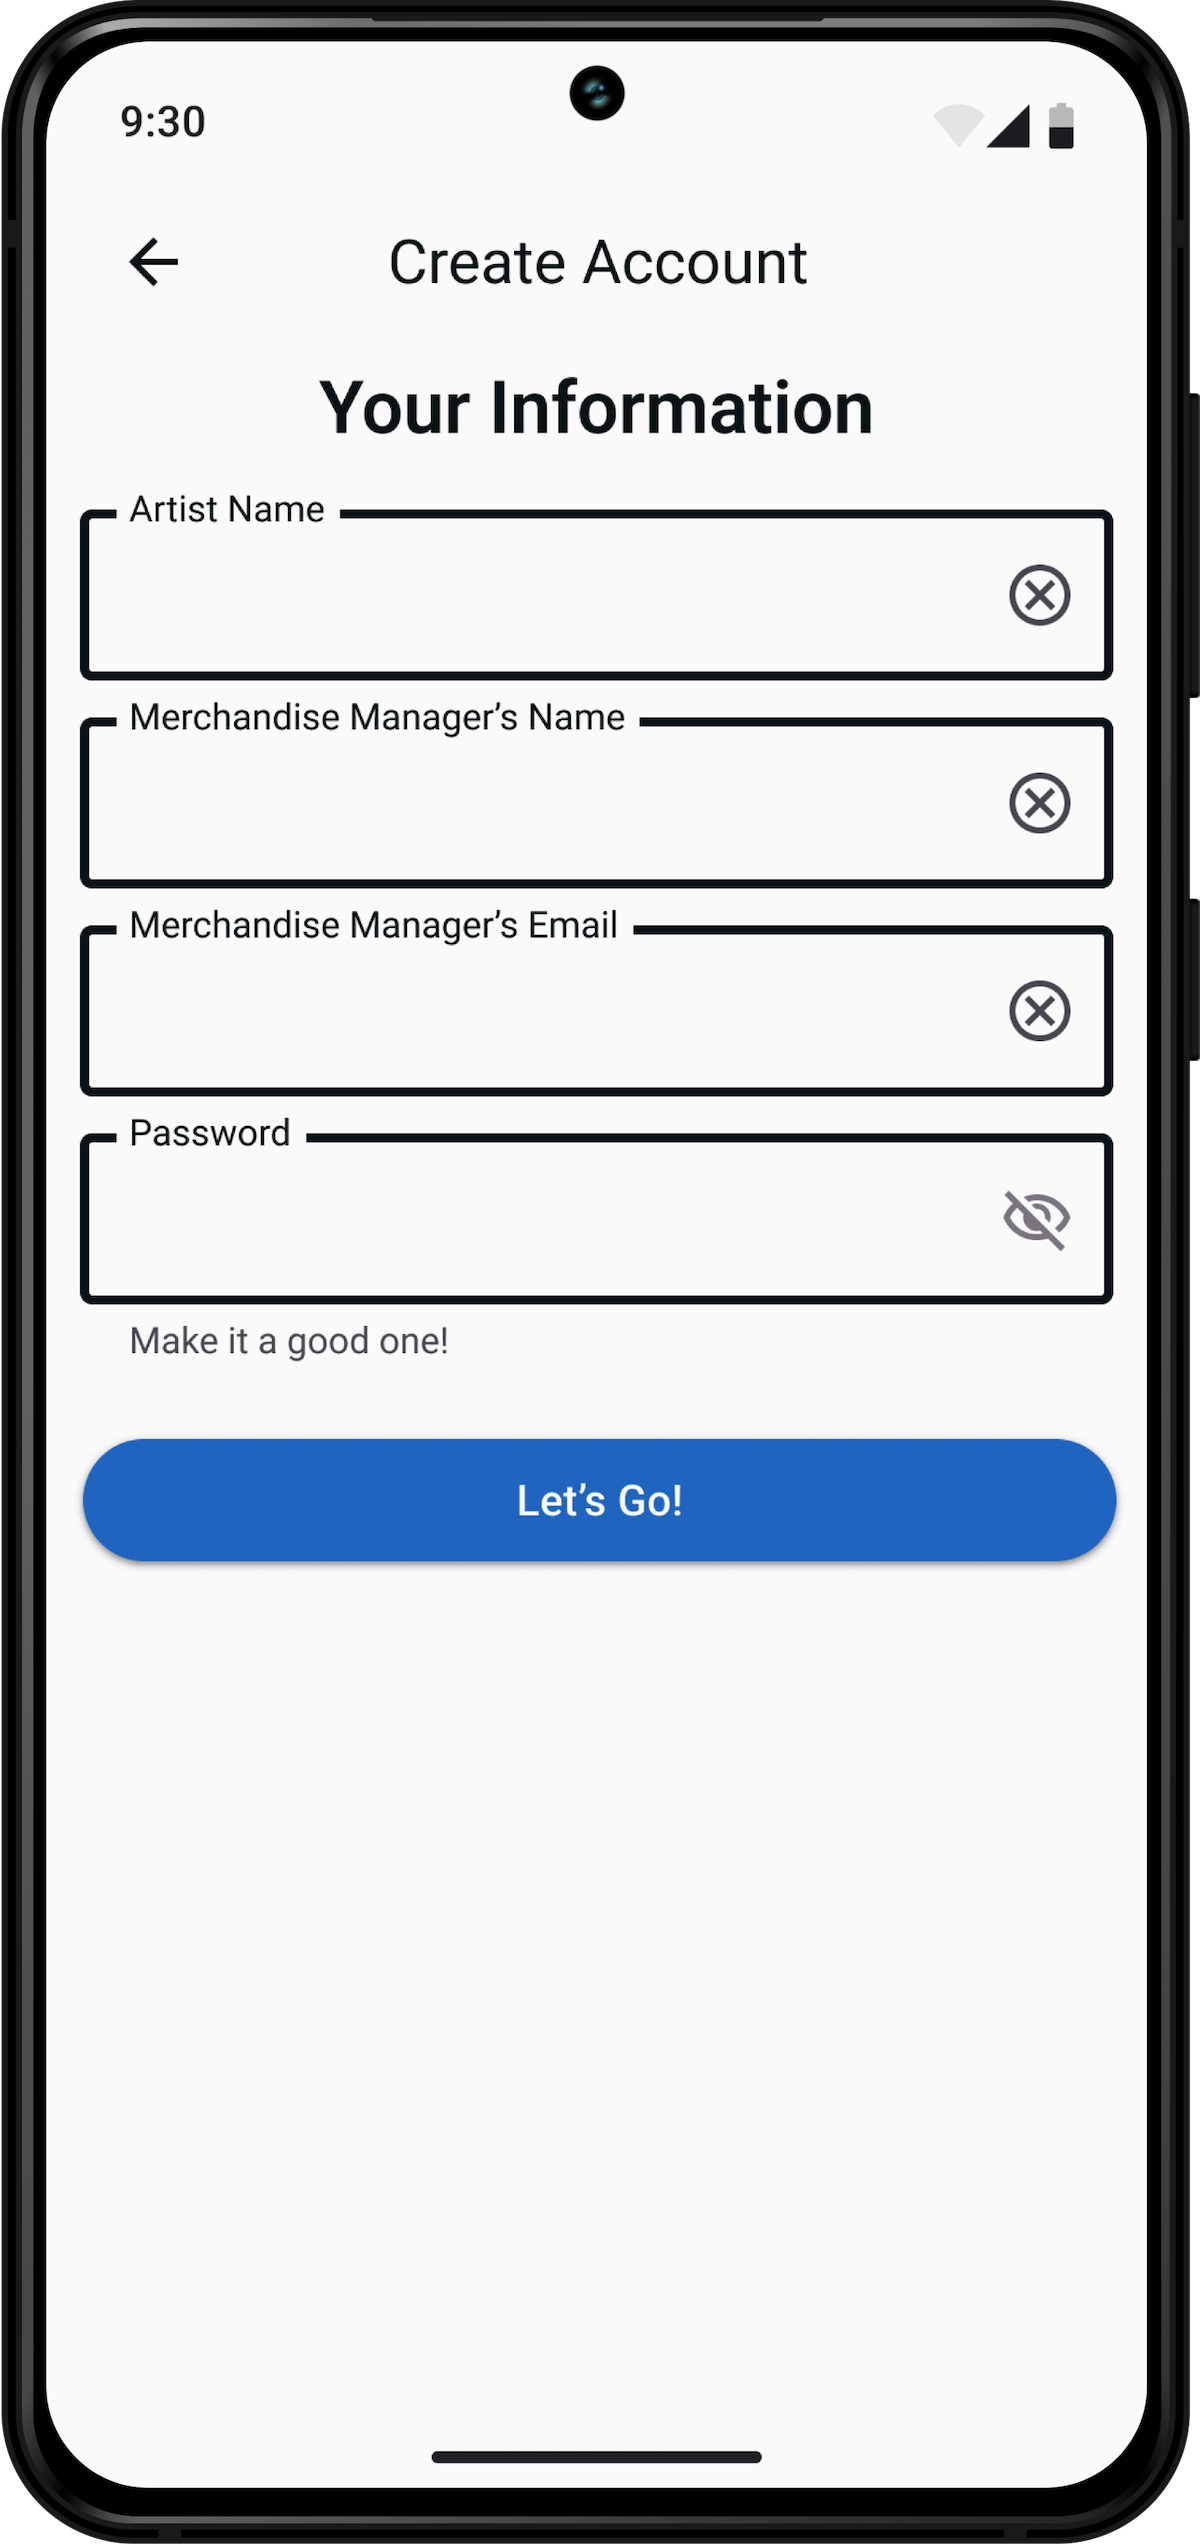 9:30
Create Account
Your Information
Artist Name
Merchandise Manager’s Name
Merchandise Manager’s Email
Password
Make it a good one!
Let’s Go!